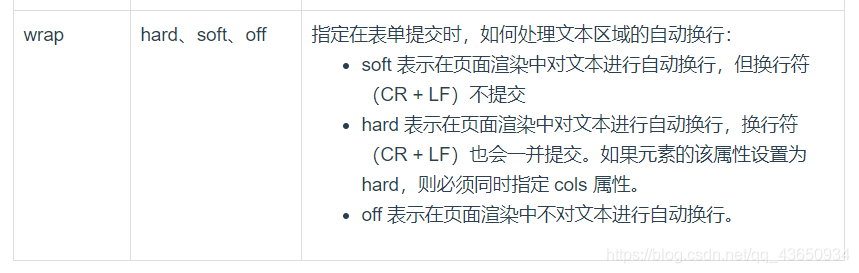 wrap
hard、soft、off
指定在表单提交时，如何处理文本区域的自动换行：
• soft 表示在页面渲染中对文本进行自动换行，但换行符
（CR + LF）不提交
• hard 表示在页面渲染中对文本进行自动换行，换行符
（CR + LF）也会一并提交。如果元素的该属性设置为
hard，则必须同时指定 cols 属性。
• off 表示在页面渲染中不对文本进行自动换行。
https://blog.csdn.net/qq_43650934